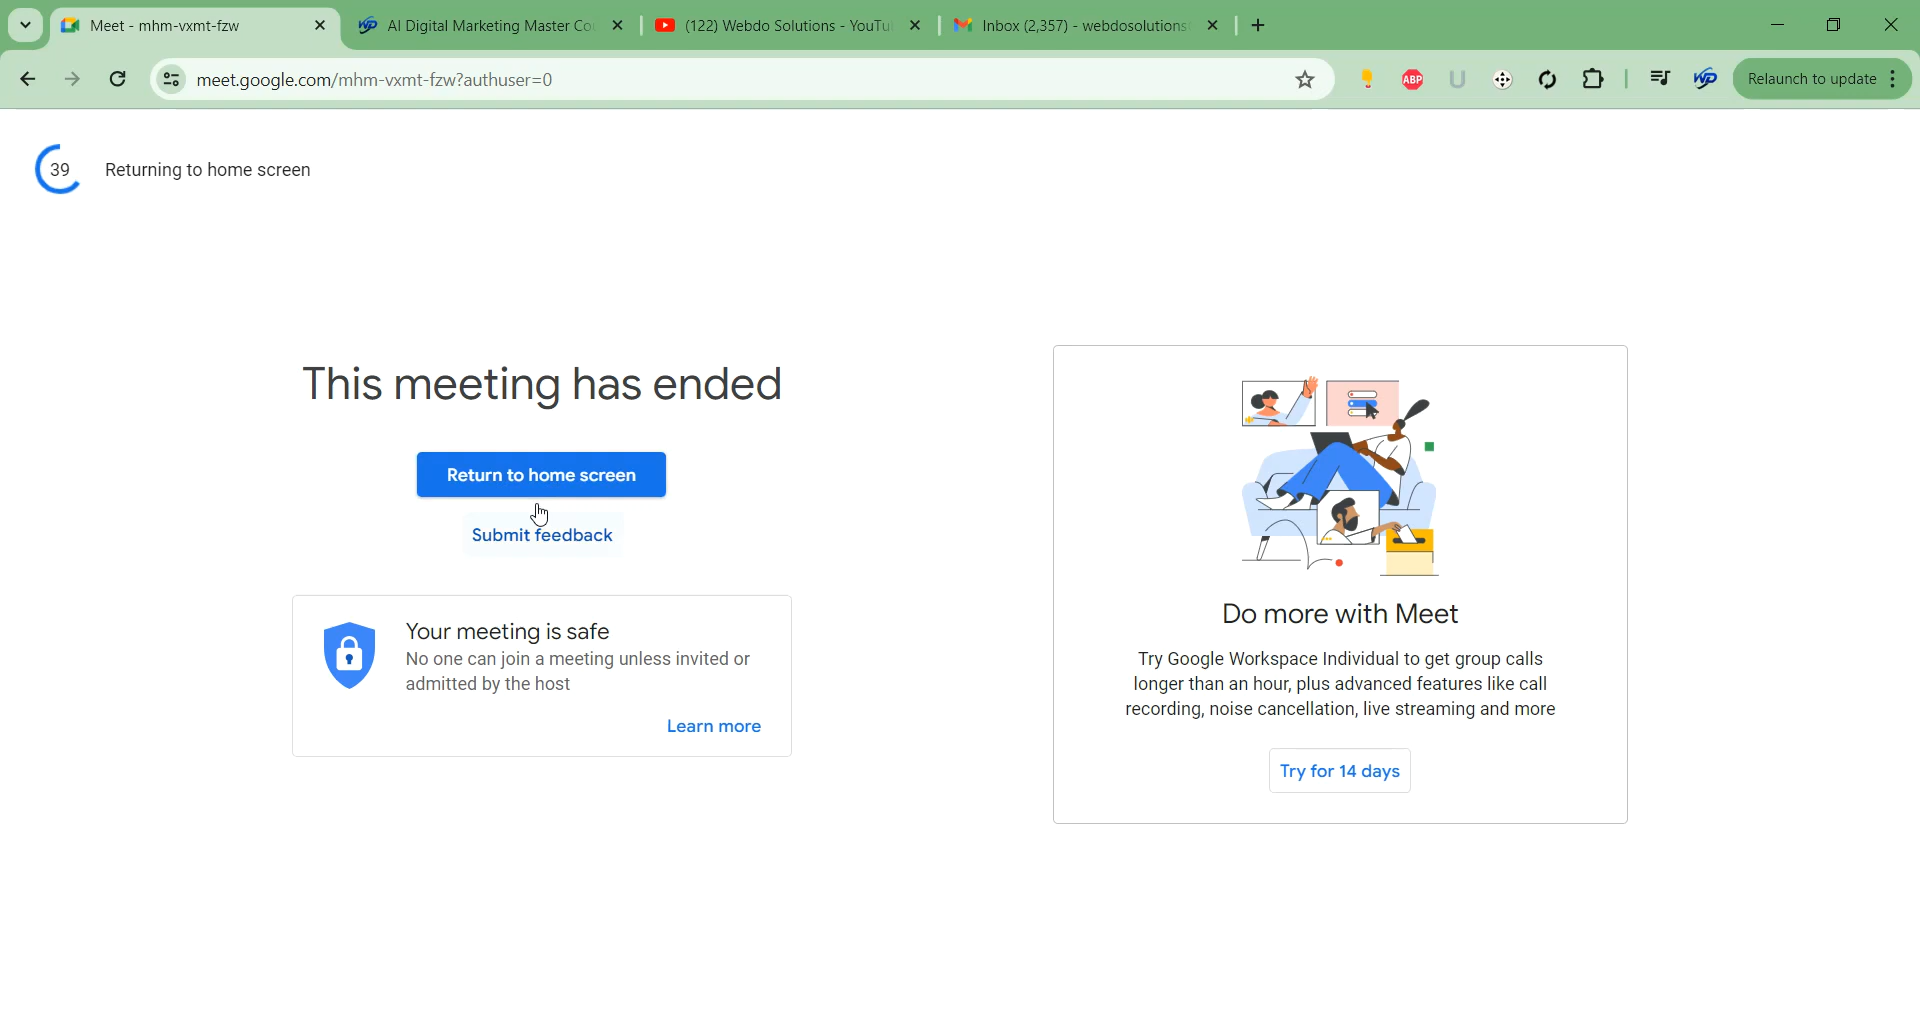 Meet - mhm-vxmt-fzw
AI Digital Marketing Master Co
(122) Webdo Solutions - YouTu
Inbox (2,357) - webdosolutions
meet.google.com/mhm-vxmt-fzw?authuser=0
ABP
U
WP
Relaunch to update
39
Returning to home screen
This meeting has ended
Return to home screen
Submit feedback
Your meeting is safe
No one can join a meeting unless invited or
admitted by the host
Learn more
Do more with Meet
Try Google Workspace Individual to get group calls
longer than an hour, plus advanced features like call
recording, noise cancellation, live streaming and more
Try for 14 days